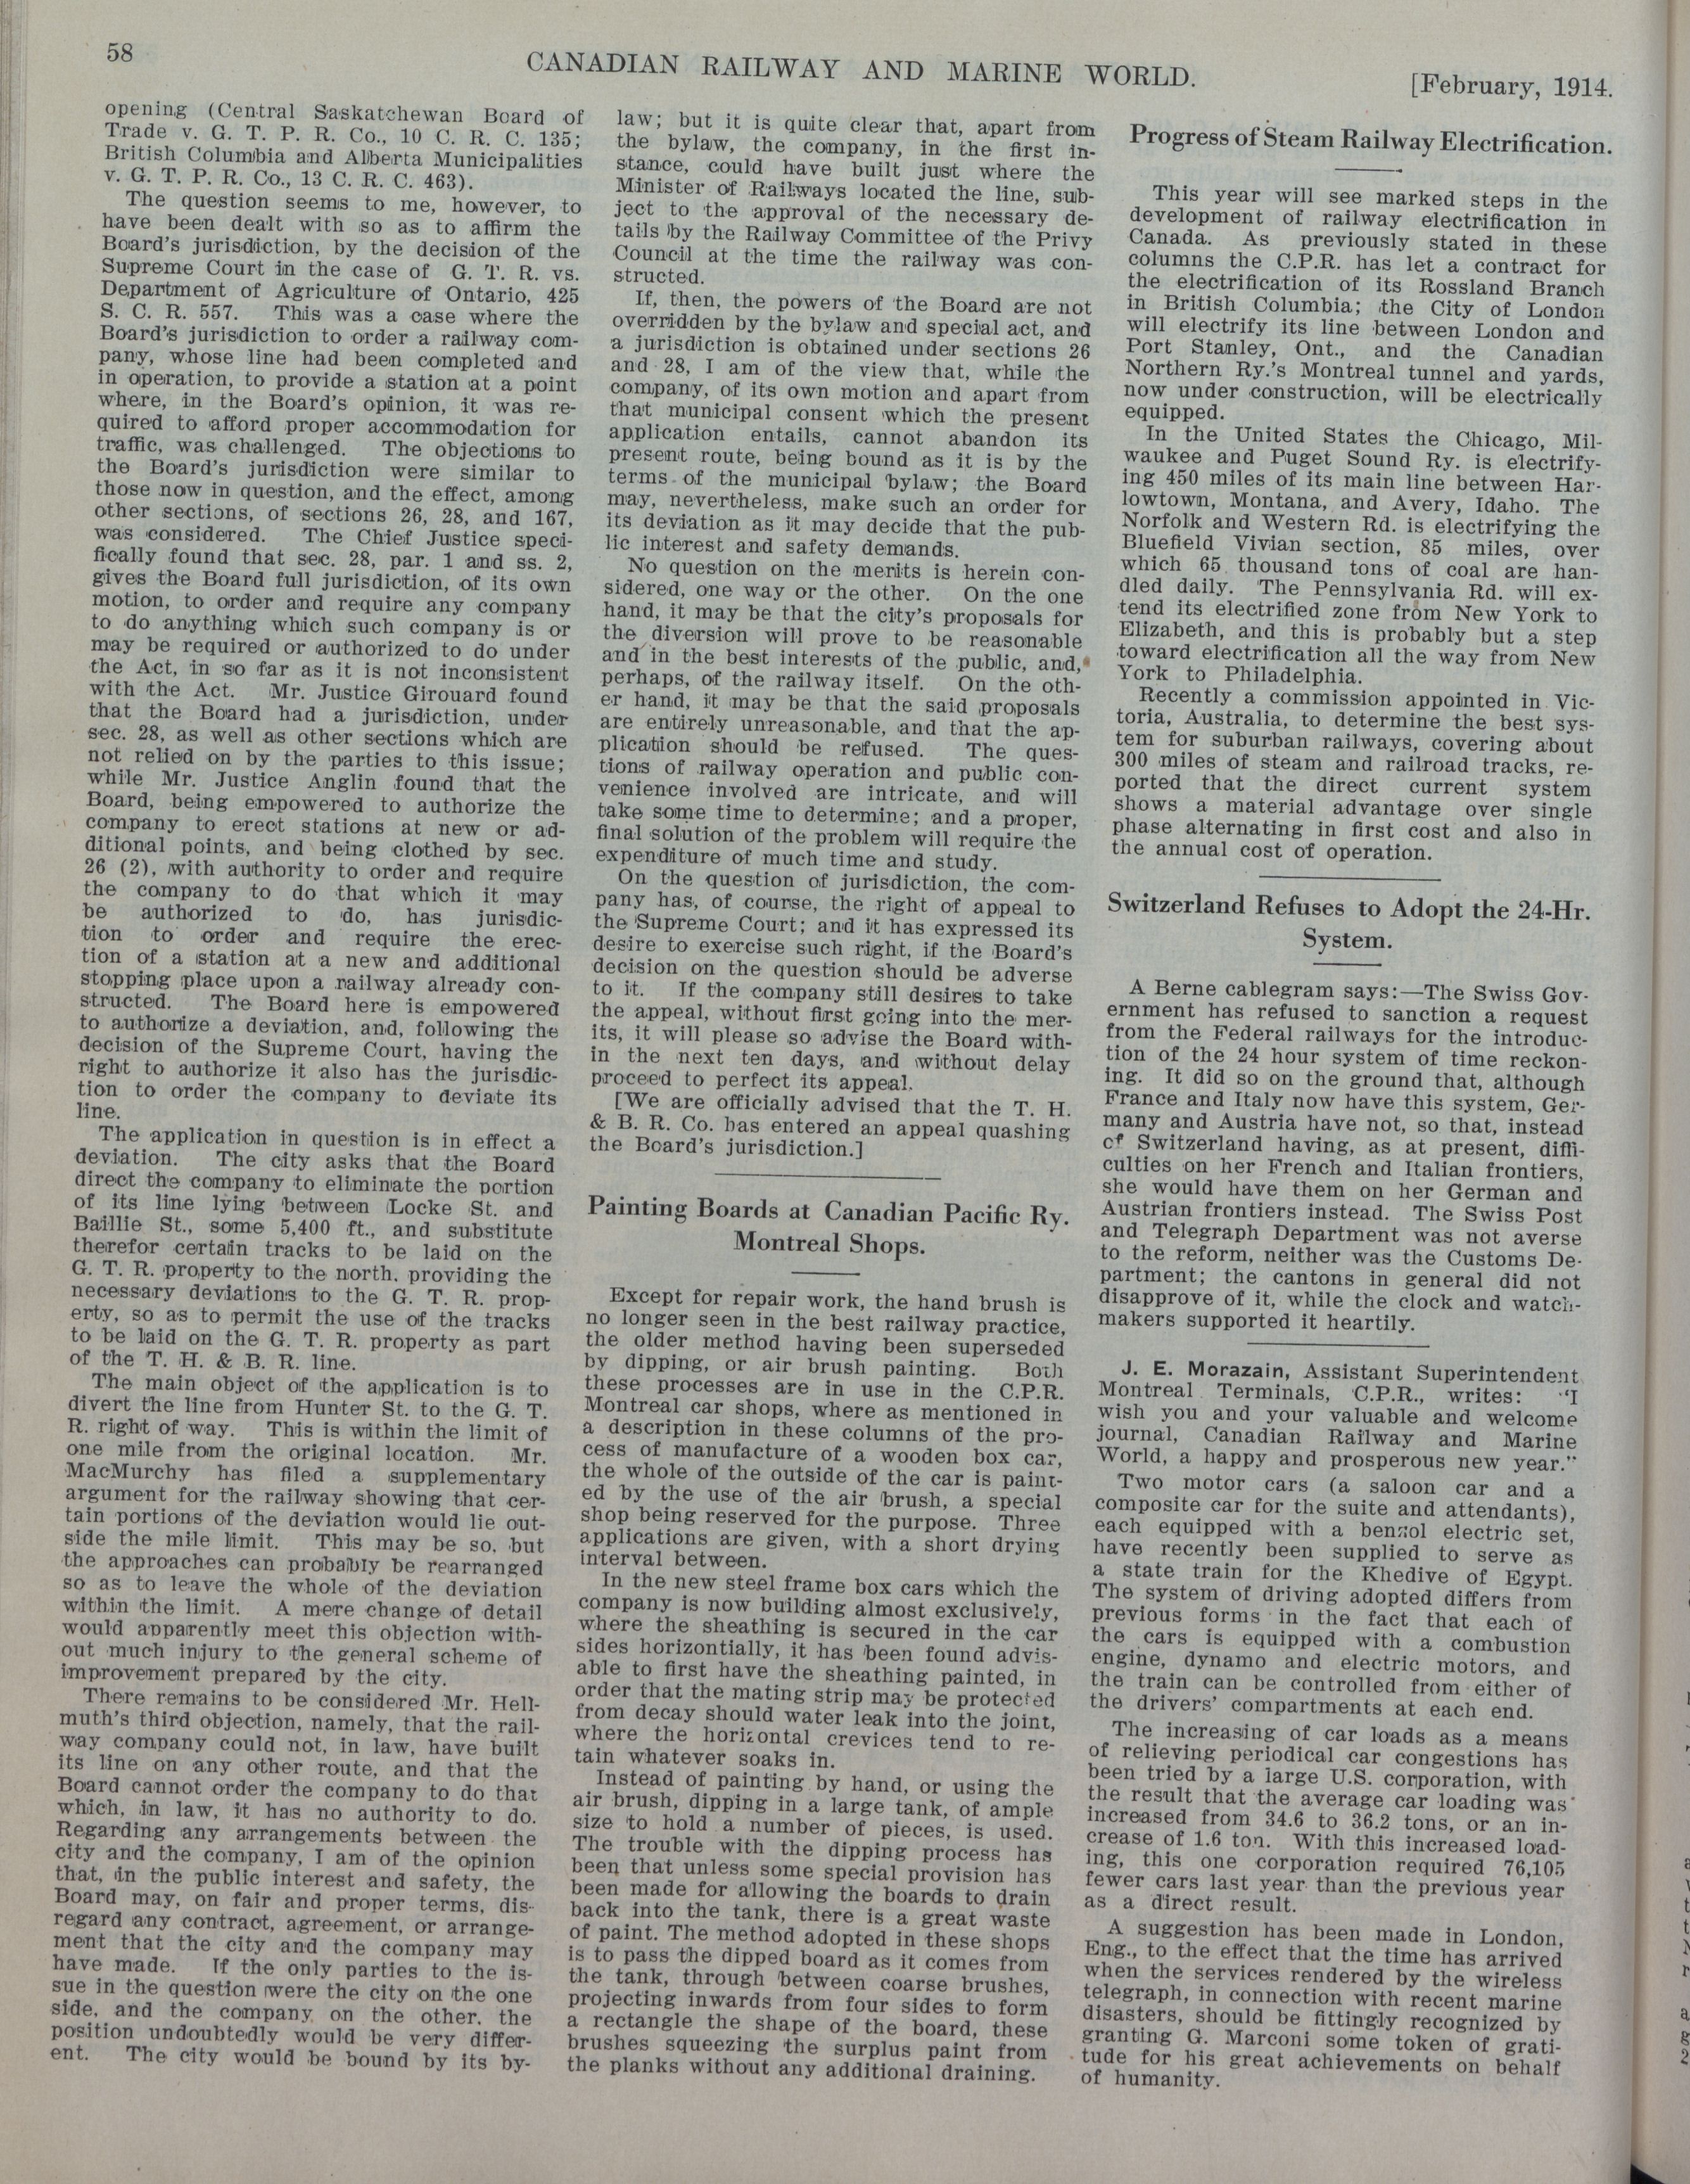 58
CANADIAN RAILWAY AND MARINE WORLD.
[February, 1914.
opening (Central Saskatchewan Board of
Trade v. G. T. P. R. Co., 10 C. R. C. 135;
British Columbia and Alberta Municipalities
v. G. T. P. R. Co., 13 C. R. C. 463).
The question seems to me, however, to
have been dealt with so as to affirm the
Board's jurisdiction, by the decision of the
Supreme Court in the case of G. T. R. vs.
Department of Agriculture of Ontario, 425
S. C. R. 557. This was a case where the
Board's jurisdiction to order a railway com-
pany, whose line had been completed and
in operation, to provide a station at a point
where, in the Board's opinion, it was re-
quired to afford proper accommodation for
traffic, was challenged. The objections to
the Board's jurisdiction were similar to
those now in question, and the effect, among
other sections, of sections 26, 28, and 167,
was considered. The Chief Justice speci-
fically found that sec. 28, par. 1 and ss. 2,
gives the Board full jurisdiction, of its own
motion, to order and require any company
to do anything which such company is or
may be required or authorized to do under
the Act, in so far as it is not inconsistent
with the Act. Mr. Justice Girouard found
that the Board had a jurisdiction, under
sec. 28, as well as other sections which are
not relied on by the parties to this issue;
while Mr. Justice Anglin found that the
Board, being empowered to authorize the
company to erect stations at new or ad-
ditional points, and being clothed by sec.
26 (2), with authority to order and require
the company to do that which it may
be authorized to do, has jurisdic-
tion to order and require the erec-
tion of a station at a new and additional
stopping place upon a railway already con-
structed. The Board here is empowered
to authorize a deviation, and, following the
decision of the Supreme Court, having the
right to authorize it also has the jurisdic-
tion to order the company to deviate its
line.
The application in question is in effect a
deviation. The city asks that the Board
direct the company to eliminate the portion
of its line lying between Locke St. and
Baillie St., some 5,400 ft., and substitute
therefor certain tracks to be laid on the
G. T. R. property to the north, providing the
necessary deviations to the G. T. R. prop-
erty, so as to permit the use of the tracks
to be laid on the G. T. R. property as part
of the T. H. & B. R. line.
The main object of the application is to
divert the line from Hunter St. to the G. T.
R. right of way. This is within the limit of
one mile from the original location. Mr.
MacMurchy has filed a supplementary
argument for the railway showing that cer-
tain portions of the deviation would lie out-
side the mile limit. This may be so, but
the approaches can probably be rearranged
so as to leave the whole of the deviation
within the limit. A mere change of detail
would apparently meet this objection with-
out much injury to the general scheme of
improvement prepared by the city.
There remains to be considered Mr. Hell-
muth's third objection, namely, that the rail-
way company could not, in law, have built
its line on any other route, and that the
Board cannot order the company to do that
which, in law, it has no authority to do.
Regarding any arrangements between the
city and the company, I am of the opinion
that, in the public interest and safety, the
Board may, on fair and proper terms, dis-
regard any contract, agreement, or arrange-
ment that the city and the company may
have made. If the only parties to the is-
sue in the question were the city on the one
side, and the company on the other, the
position undoubtedly would be very differ-
ent. The city would be bound by its by-
law; but it is quite clear that, apart from
the bylaw, the company, in the first in-
stance, could have built just where the
Minister of Railways located the line, sub-
ject to the approval of the necessary de-
tails by the Railway Committee of the Privy
Council at the time the railway was con-
structed.
If, then, the powers of the Board are not
overridden by the bylaw and special act, and
a jurisdiction is obtained under sections 26
and 28, I am of the view that, while the
company, of its own motion and apart from
that municipal consent which the present
application entails, cannot abandon its
present route, being bound as it is by the
terms of the municipal bylaw; the Board
may, nevertheless, make such an order for
its deviation as it may decide that the pub-
lic interest and safety demands.
No question on the merits is herein con-
sidered, one way or the other. On the one
hand, it may be that the city's proposals for
the diversion will prove to be reasonable
and in the best interests of the public, and,
perhaps, of the railway itself. On the oth-
er hand, it may be that the said proposals
are entirely unreasonable, and that the ap-
plication should be refused. The ques-
tions of railway operation and public con-
venience involved are intricate, and will
take some time to determine; and a proper,
final solution of the problem will require the
expenditure of much time and study.
On the question of jurisdiction, the com-
pany has, of course, the right of appeal to
the Supreme Court; and it has expressed its
desire to exercise such right, if the Board's
decision on the question should be adverse
to it. If the company still desires to take
the appeal, without first going into the mer-
its, it will please so advise the Board with-
in the next ten days, and without delay
proceed to perfect its appeal.
[We are officially advised that the T. H.
& B. R. Co. has entered an appeal quashing
the Board's jurisdiction.]
Painting Boards at Canadian Pacific Ry.
Montreal Shops.
Except for repair work, the hand brush is
no longer seen in the best railway practice,
the older method having been superseded
by dipping, or air brush painting. Both
these processes are in use in the C.P.R.
Montreal car shops, where as mentioned in
a description in these columns of the pro-
cess of manufacture of a wooden box car,
the whole of the outside of the car is paint-
ed by the use of the air brush, a special
shop being reserved for the purpose. Three
applications are given, with a short drying
interval between.
In the new steel frame box cars which the
company is now building almost exclusively,
where the sheathing is secured in the car
sides horizontially, it has been found advis-
able to first have the sheathing painted, in
order that the mating strip may be protected
from decay should water leak into the joint,
where the horizontal crevices tend to re-
tain whatever soaks in.
Instead of painting by hand, or using the
air brush, dipping in a large tank, of ample
size to hold a number of pieces, is used.
The trouble with the dipping process has
been that unless some special provision has
been made for allowing the boards to drain
back into the tank, there is a great waste
of paint. The method adopted in these shops
is to pass the dipped board as it comes from
the tank, through between coarse brushes,
projecting inwards from four sides to form
a rectangle the shape of the board, these
brushes squeezing the surplus paint from
the planks without any additional draining.
Progress of Steam Railway Electrification.
This year will see marked steps in the
development of railway electrification in
Canada. As previously stated in these
columns the C.P.R. has let a contract for
the electrification of its Rossland Branch
in British Columbia; the City of London
will electrify its line between London and
Port Stanley, Ont., and the Canadian
Northern Ry.'s Montreal tunnel and yards,
now under construction, will be electrically
equipped.
In the United States the Chicago, Mil-
waukee and Puget Sound Ry. is electrify-
ing 450 miles of its main line between Har-
lowtown, Montana, and Avery, Idaho. The
Norfolk and Western Rd. is electrifying the
Bluefield Vivian section, 85 miles, over
which 65 thousand tons of coal are han-
dled daily. The Pennsylvania Rd. will ex-
tend its electrified zone from New York to
Elizabeth, and this is probably but a step
toward electrification all the way from New
York to Philadelphia.
Recently a commission appointed in Vic-
toria, Australia, to determine the best sys-
tem for suburban railways, covering about
300 miles of steam and railroad tracks, re-
ported that the direct current system
shows a material advantage over single
phase alternating in first cost and also in
the annual cost of operation.
Switzerland Refuses to Adopt the 24-Hr.
System.
A Berne cablegram says:—The Swiss Gov-
ernment has refused to sanction a request
from the Federal railways for the introduc-
tion of the 24 hour system of time reckon-
ing. It did so on the ground that, although
France and Italy now have this system, Ger-
many and Austria have not, so that, instead
of Switzerland having, as at present, diffi-
culties on her French and Italian frontiers,
she would have them on her German and
Austrian frontiers instead. The Swiss Post
and Telegraph Department was not averse
to the reform, neither was the Customs De-
partment; the cantons in general did not
disapprove of it, while the clock and watch-
makers supported it heartily.
J. E. Morazain, Assistant Superintendent
Montreal Terminals, C.P.R., writes: "I
wish you and your valuable and welcome
journal, Canadian Railway and Marine
World, a happy and prosperous new year."
Two motor cars (a saloon car and a
composite car for the suite and attendants),
each equipped with a benzol electric set,
have recently been supplied to serve as
a state train for the Khedive of Egypt.
The system of driving adopted differs from
previous forms in the fact that each of
the cars is equipped with a combustion
engine, dynamo and electric motors, and
the train can be controlled from either of
the drivers' compartments at each end.
The increasing of car loads as a means
of relieving periodical car congestions has
been tried by a large U.S. corporation, with
the result that the average car loading was
increased from 34.6 to 36.2 tons, or an in-
crease of 1.6 ton. With this increased load-
ing, this one corporation required 76,105
fewer cars last year than the previous year
as a direct result.
A suggestion has been made in London,
Eng., to the effect that the time has arrived
when the services rendered by the wireless
telegraph, in connection with recent marine
disasters, should be fittingly recognized by
granting G. Marconi some token of grati-
tude for his great achievements on behalf
of humanity.